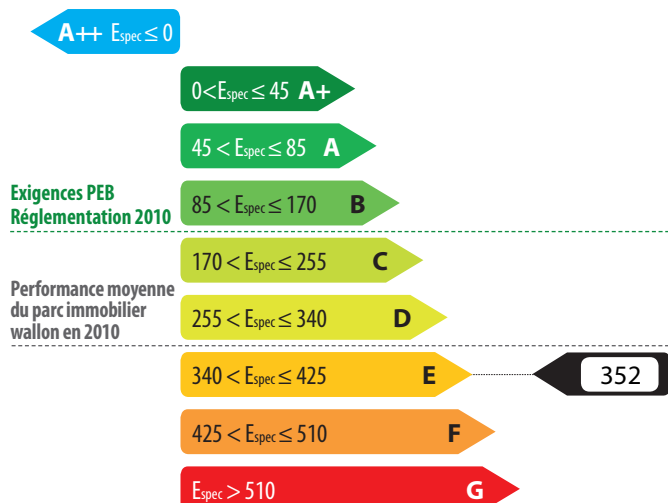 A++ Espec ≤ 0
0<Espec ≤ 45 A+
45 < Espec ≤ 85 A
Exigences PEB
Réglementation 2010
85 < Espec ≤ 170 B
170 < Espec ≤ 255 C
Performance moyenne
du parc immobilier
wallon en 2010
255 < Espec ≤ 340 D
340 < Espec ≤ 425 E
352
425 < Espec ≤ 510 F
Espec > 510 G